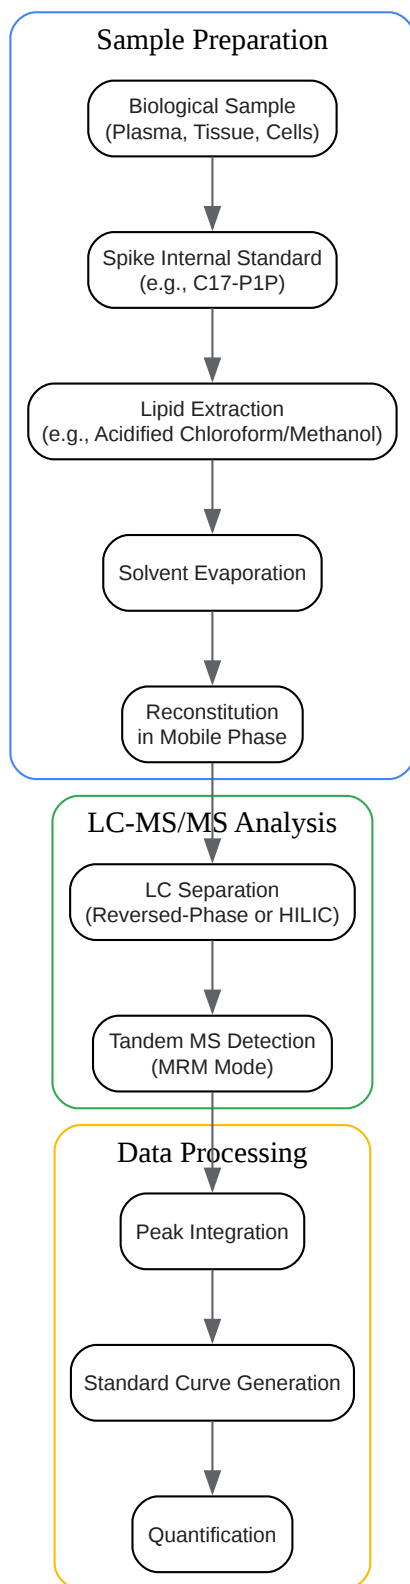 Sample Preparation
Biological Sample
(Plasma, Tissue, Cells)
Spike Internal Standard
(e.g., C17-P1P)
Lipid Extraction
(e.g., Acidified Chloroform/Methanol)
Solvent Evaporation
Reconstitution
in Mobile Phase
LC-MS/MS Analysis
LC Separation
(Reversed-Phase or HILIC)
Tandem MS Detection
(MRM Mode)
Data Processing
Peak Integration
Standard Curve Generation
Quantification